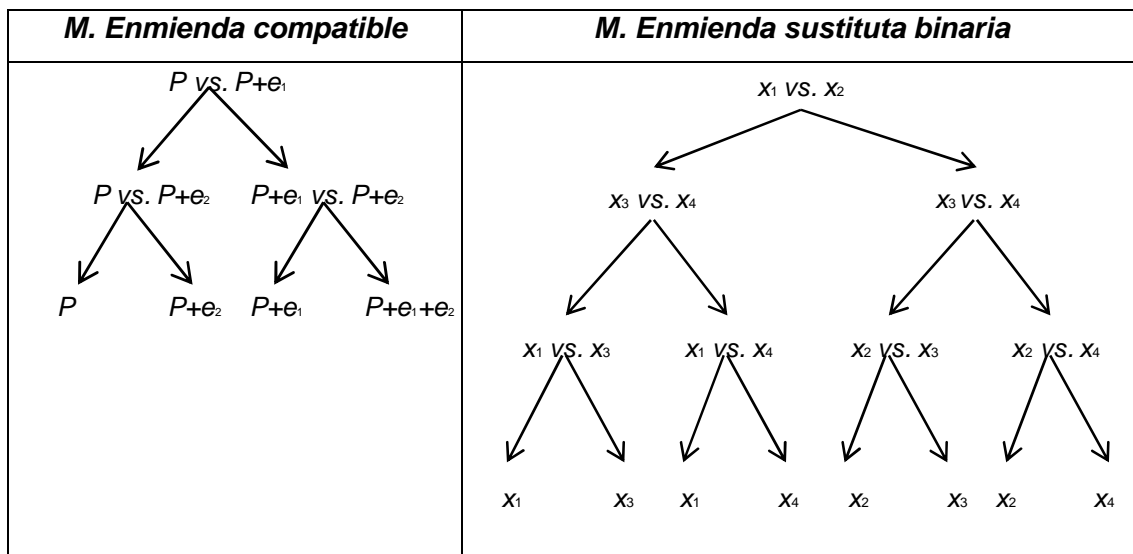 M. Enmienda compatible
P vs. P+e₁
P vs. P+e₂ P+e₁ vs. P+e₂
P P+e₂ P+e₁ P+e₁+e₂
M. Enmienda sustituta binaria
x₁ vs. x₂
x₃ vs. x₄ x₃ vs. x₄
x₁ vs. x₃ x₁ vs. x₄ x₂ vs. x₃ x₂ vs. x₄
x₁ x₃ x₁ x₄ x₂ x₃ x₂ x₄